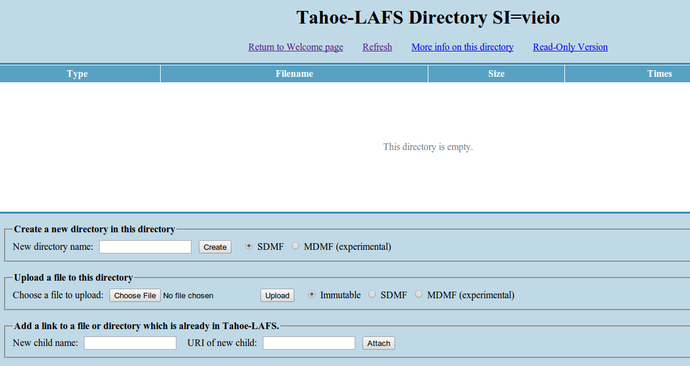 Tahoe-LAFS Directory SI=vieio
Return to Welcome page Refresh More info on this directory Read-Only Version
Type Filename Size Times
This directory is empty.
Create a new directory in this directory
New directory name: Create SDMF MDMF (experimental)
Upload a file to this directory
Choose a file to upload: Choose File No file chosen Upload Immutable SDMF MDMF (experimental)
Add a link to a file or directory which is already in Tahoe-LAFS.
New child name: URI of new child: Attach